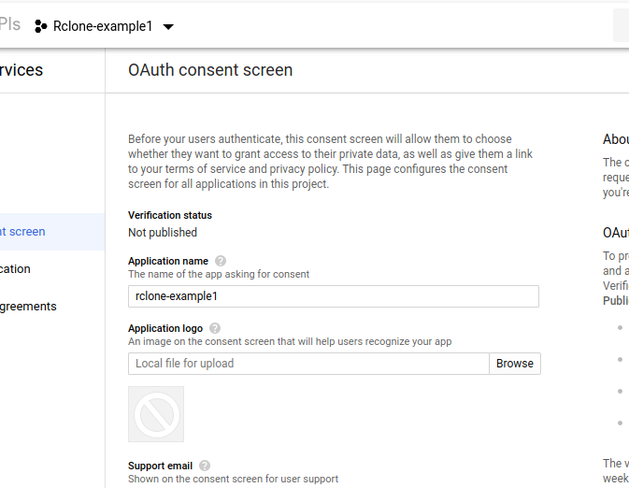 PIs Rclone-example1
rvices OAuth consent screen
Before your users authenticate, this consent screen will allow them to choose
whether they want to grant access to their private data, as well as give them a link
to your terms of service and privacy policy. This page configures the consent
screen for all applications in this project.
Verification status
Not published
Application name
The name of the app asking for consent
rclone-example1
Application logo
An image on the consent screen that will help users recognize your app
Local file for upload Browse
Support email
Shown on the consent screen for user support
nt screen
cation
greements
Abou
The c
reque
you're
OAut
To pr
and a
Verifi
Public
The v
week